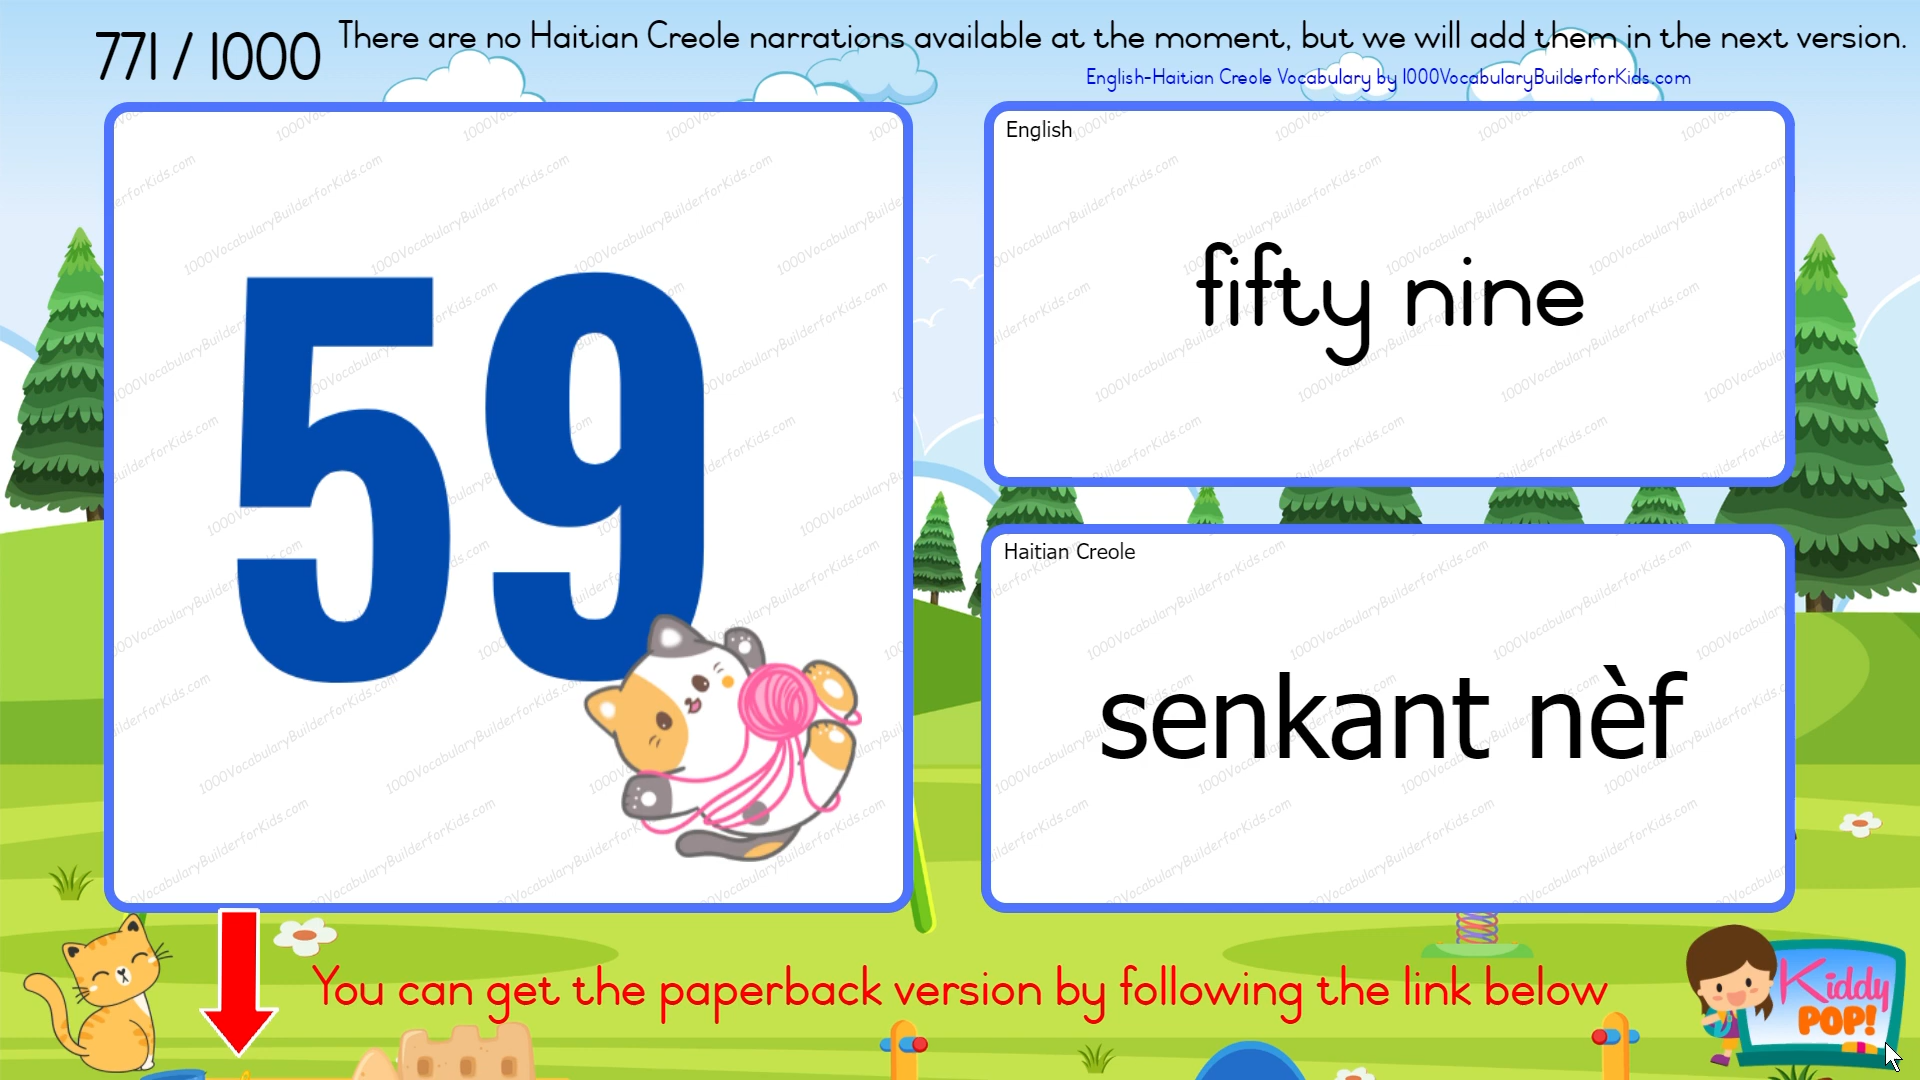 771 / 1000
There are no Haitian Creole narrations available at the moment, but we will add them in the next version.
English-Haitian Creole Vocabulary by 1000VocabularyBuilderforKids.com
59
English
fifty nine
Haitian Creole
senkant nèf
You can get the paperback version by following the link below
Kiddy
POP!
1000VocabularyBuilderforKids.com